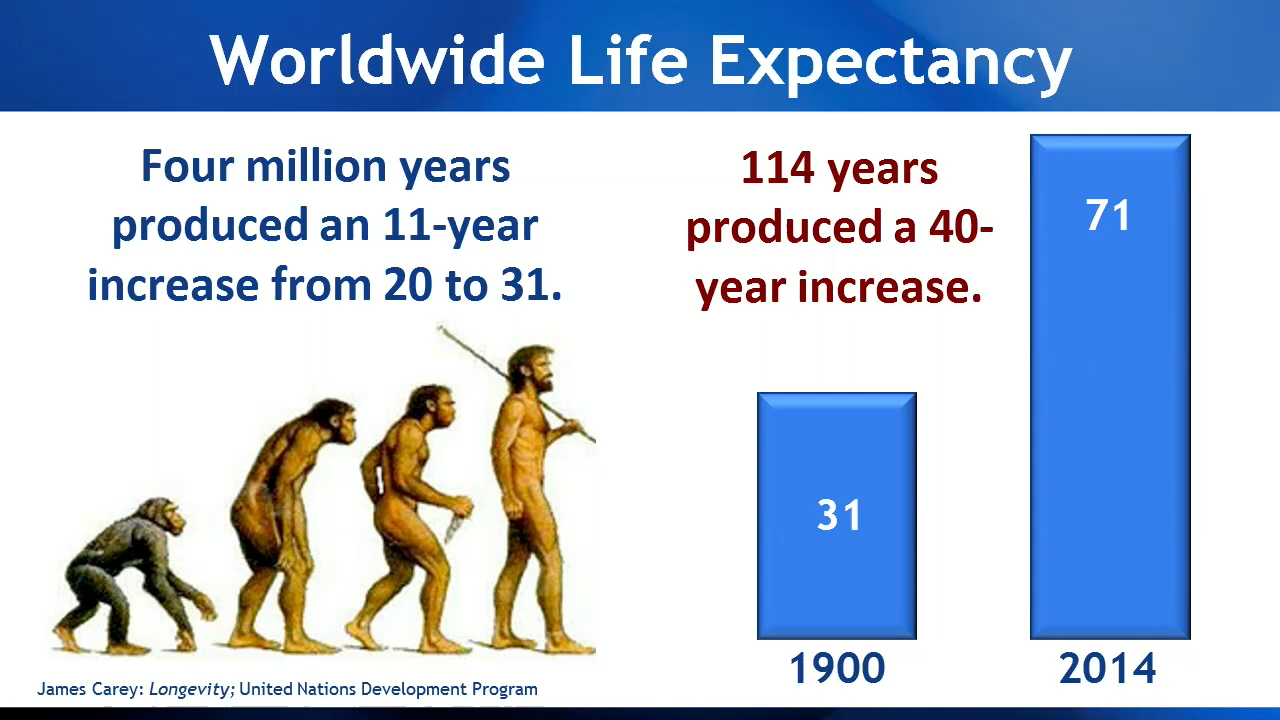 Worldwide Life Expectancy
Four million years
produced an 11-year
increase from 20 to 31.
114 years
produced a 40-
year increase.
71
31
1900
2014
James Carey: Longevity; United Nations Development Program